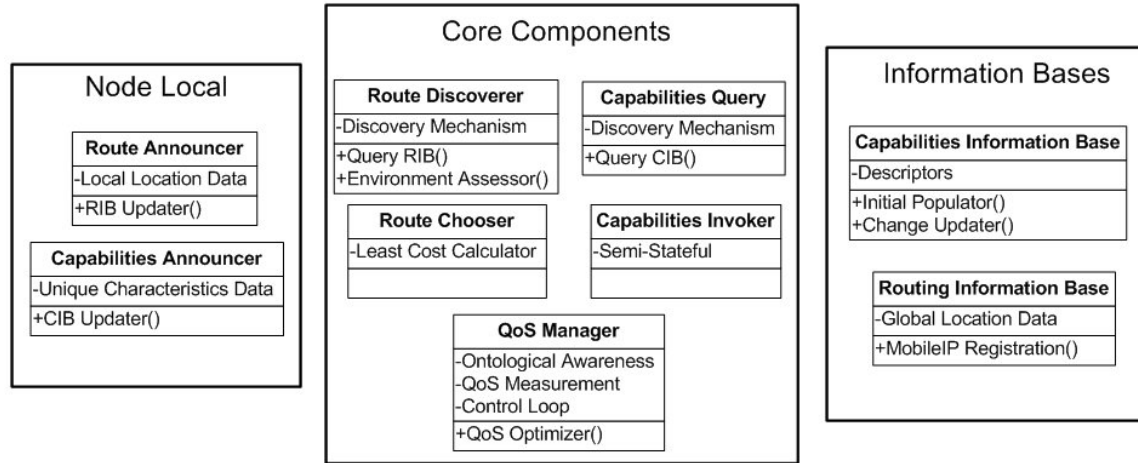 Node Local
Route Announcer
-Local Location Data
+RIB Updater()
Capabilities Announcer
-Unique Characteristics Data
+CIB Updater()
Core Components
Route Discoverer
-Discovery Mechanism
+Query RIB()
+Environment Assessor()
Capabilities Query
-Discovery Mechanism
+Query CIB()
Route Chooser
-Least Cost Calculator
Capabilities Invoker
-Semi-Stateful
QoS Manager
-Ontological Awareness
-QoS Measurement
-Control Loop
+QoS Optimizer()
Information Bases
Capabilities Information Base
-Descriptors
+Initial Populator()
+Change Updater()
Routing Information Base
-Global Location Data
+MobileIP Registration()